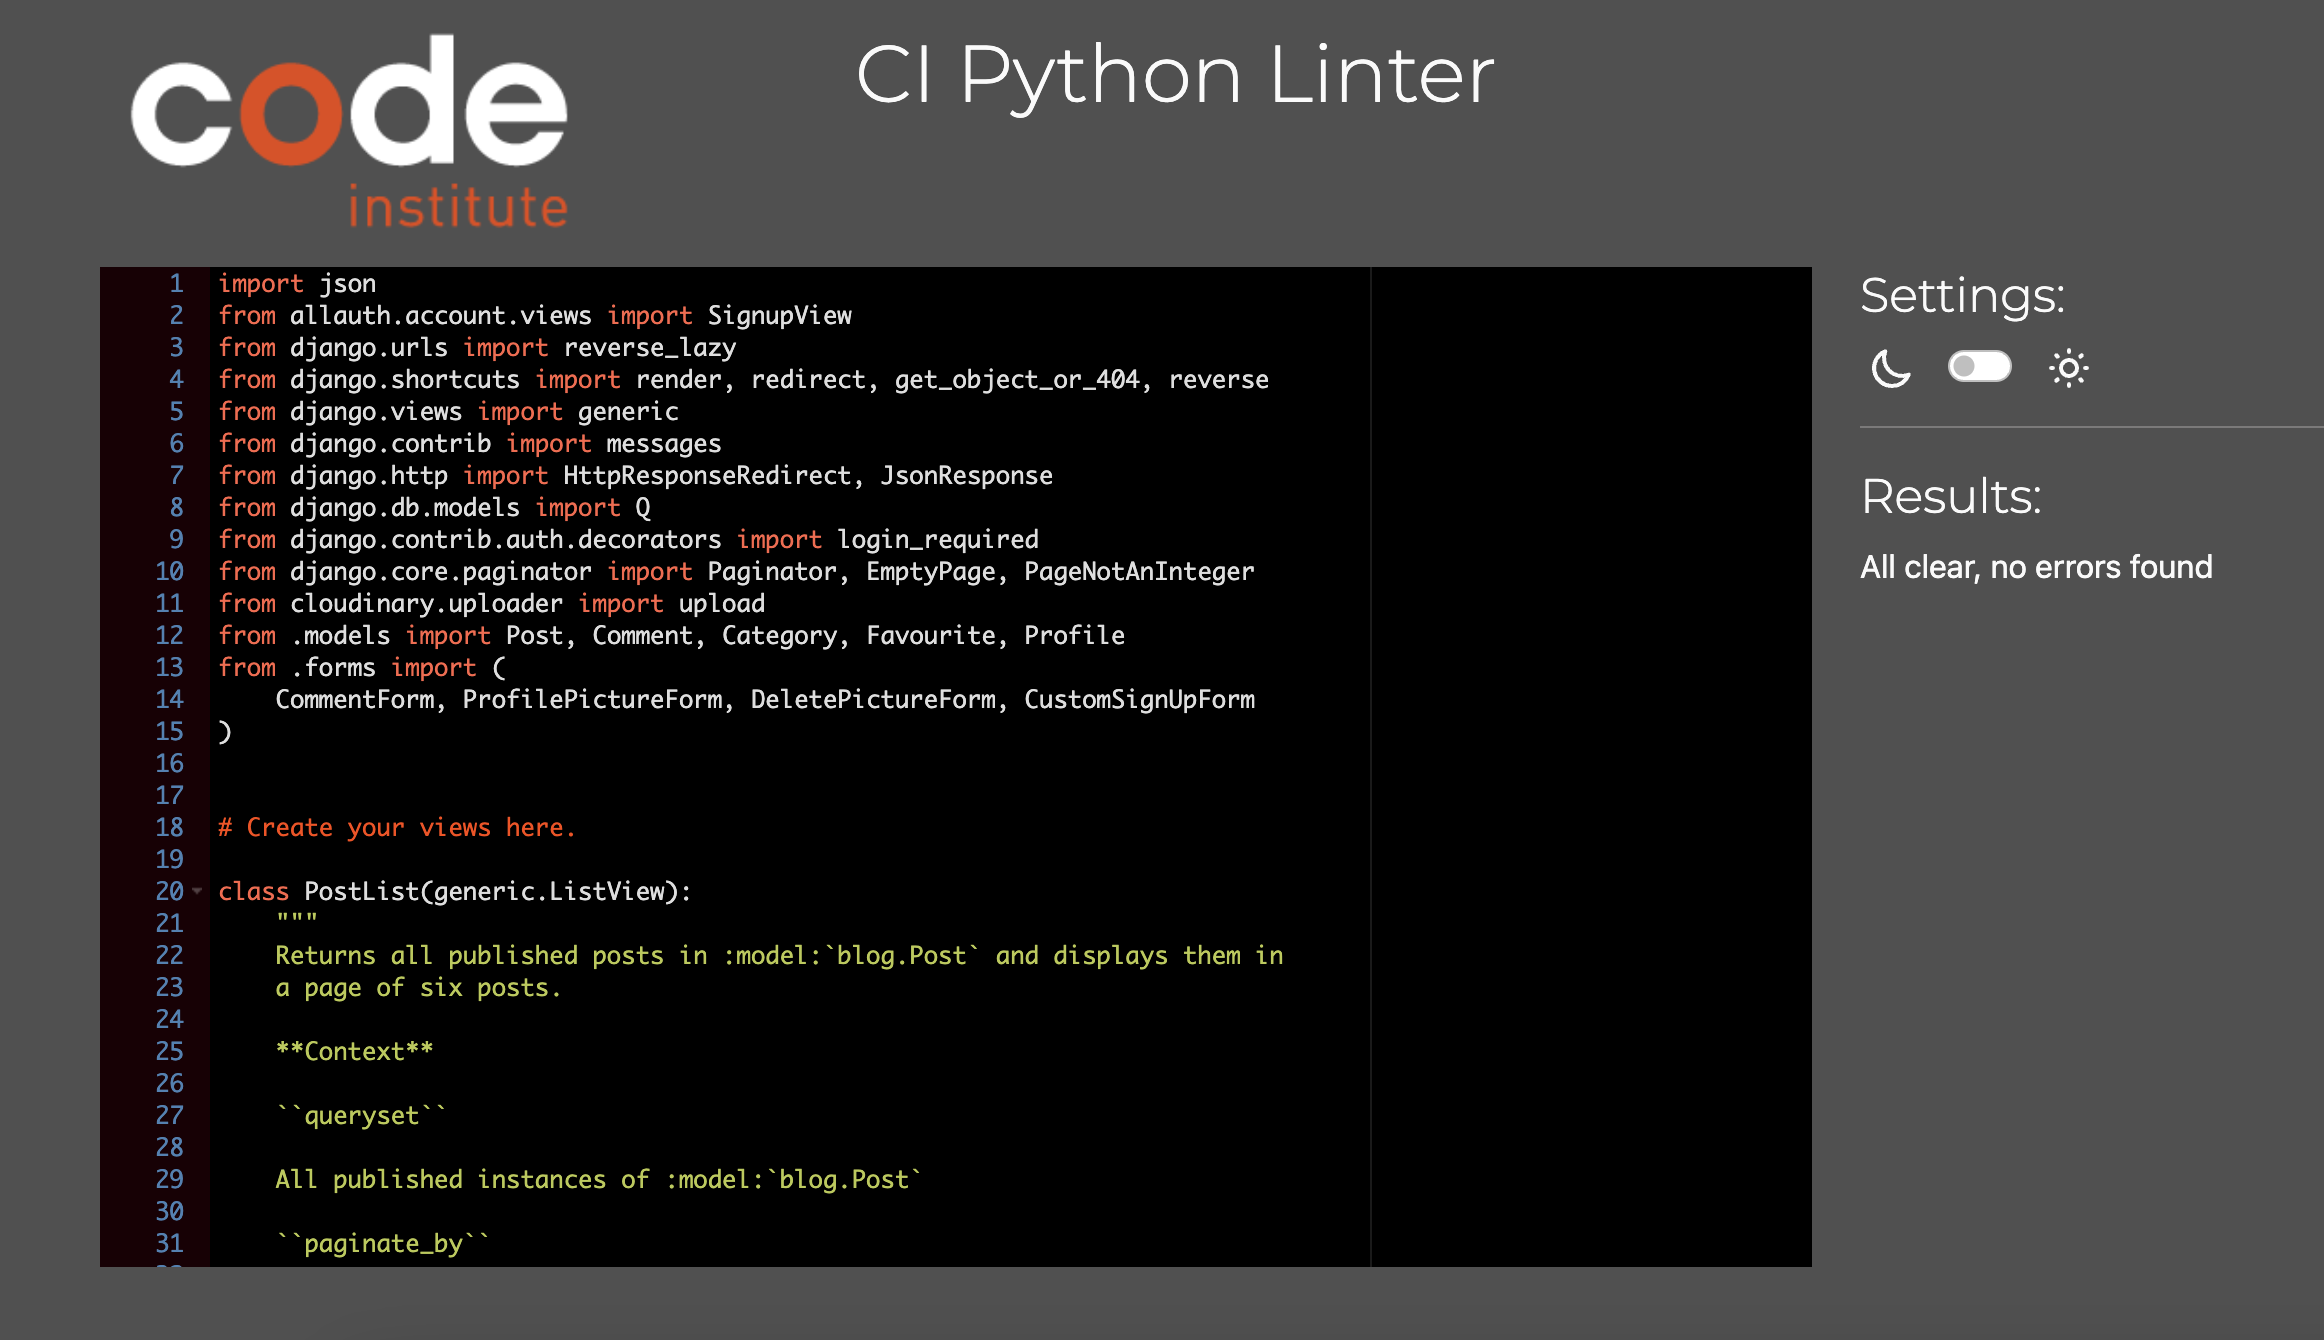 code
institute
CI Python Linter
1 import json
2 from allauth.account.views import SignupView
3 from django.urls import reverse_lazy
4 from django.shortcuts import render, redirect, get_object_or_404, reverse
5 from django.views import generic
6 from django.contrib import messages
7 from django.http import HttpResponseRedirect, JsonResponse
8 from django.db.models import Q
9 from django.contrib.auth.decorators import login_required
10 from django.core.paginator import Paginator, EmptyPage, PageNotAnInteger
11 from cloudinary.uploader import upload
12 from .models import Post, Comment, Category, Favourite, Profile
13 from .forms import (
14     CommentForm, ProfilePictureForm, DeletePictureForm, CustomSignUpForm
15 )
16
17
18 # Create your views here.
19
20 class PostList(generic.ListView):
21     """
22     Returns all published posts in :model:`blog.Post` and displays them in
23     a page of six posts.
24
25     **Context**
26
27     ``queryset``
28
29     All published instances of :model:`blog.Post`
30
31     ``paginate_by``
Settings:
Results:
All clear, no errors found